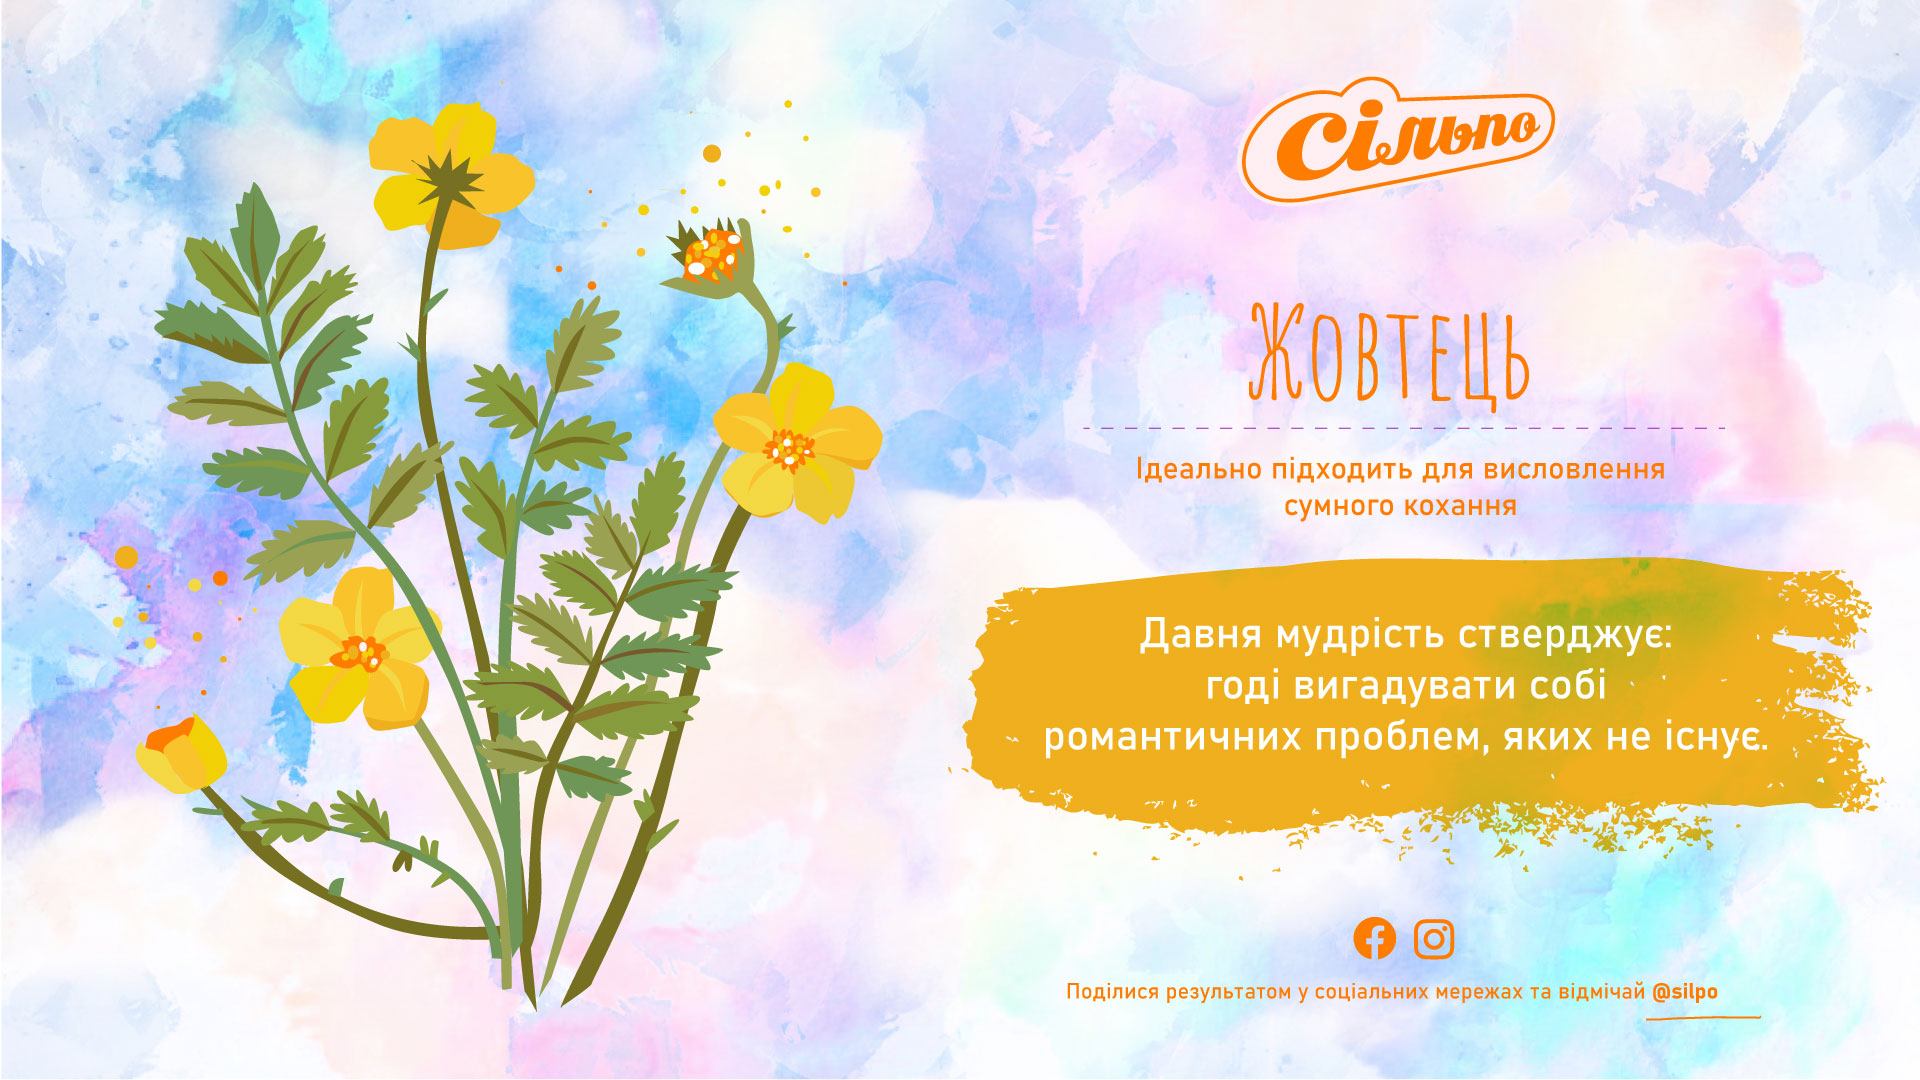 Сільпо
Жовтець
Ідеально підходить для висловлення
сумного кохання
Давня мудрість стверджує:
годі вигадувати собі
романтичних проблем, яких не існує.
Поділися результатом у соціальних мережах та відмічай @silpo